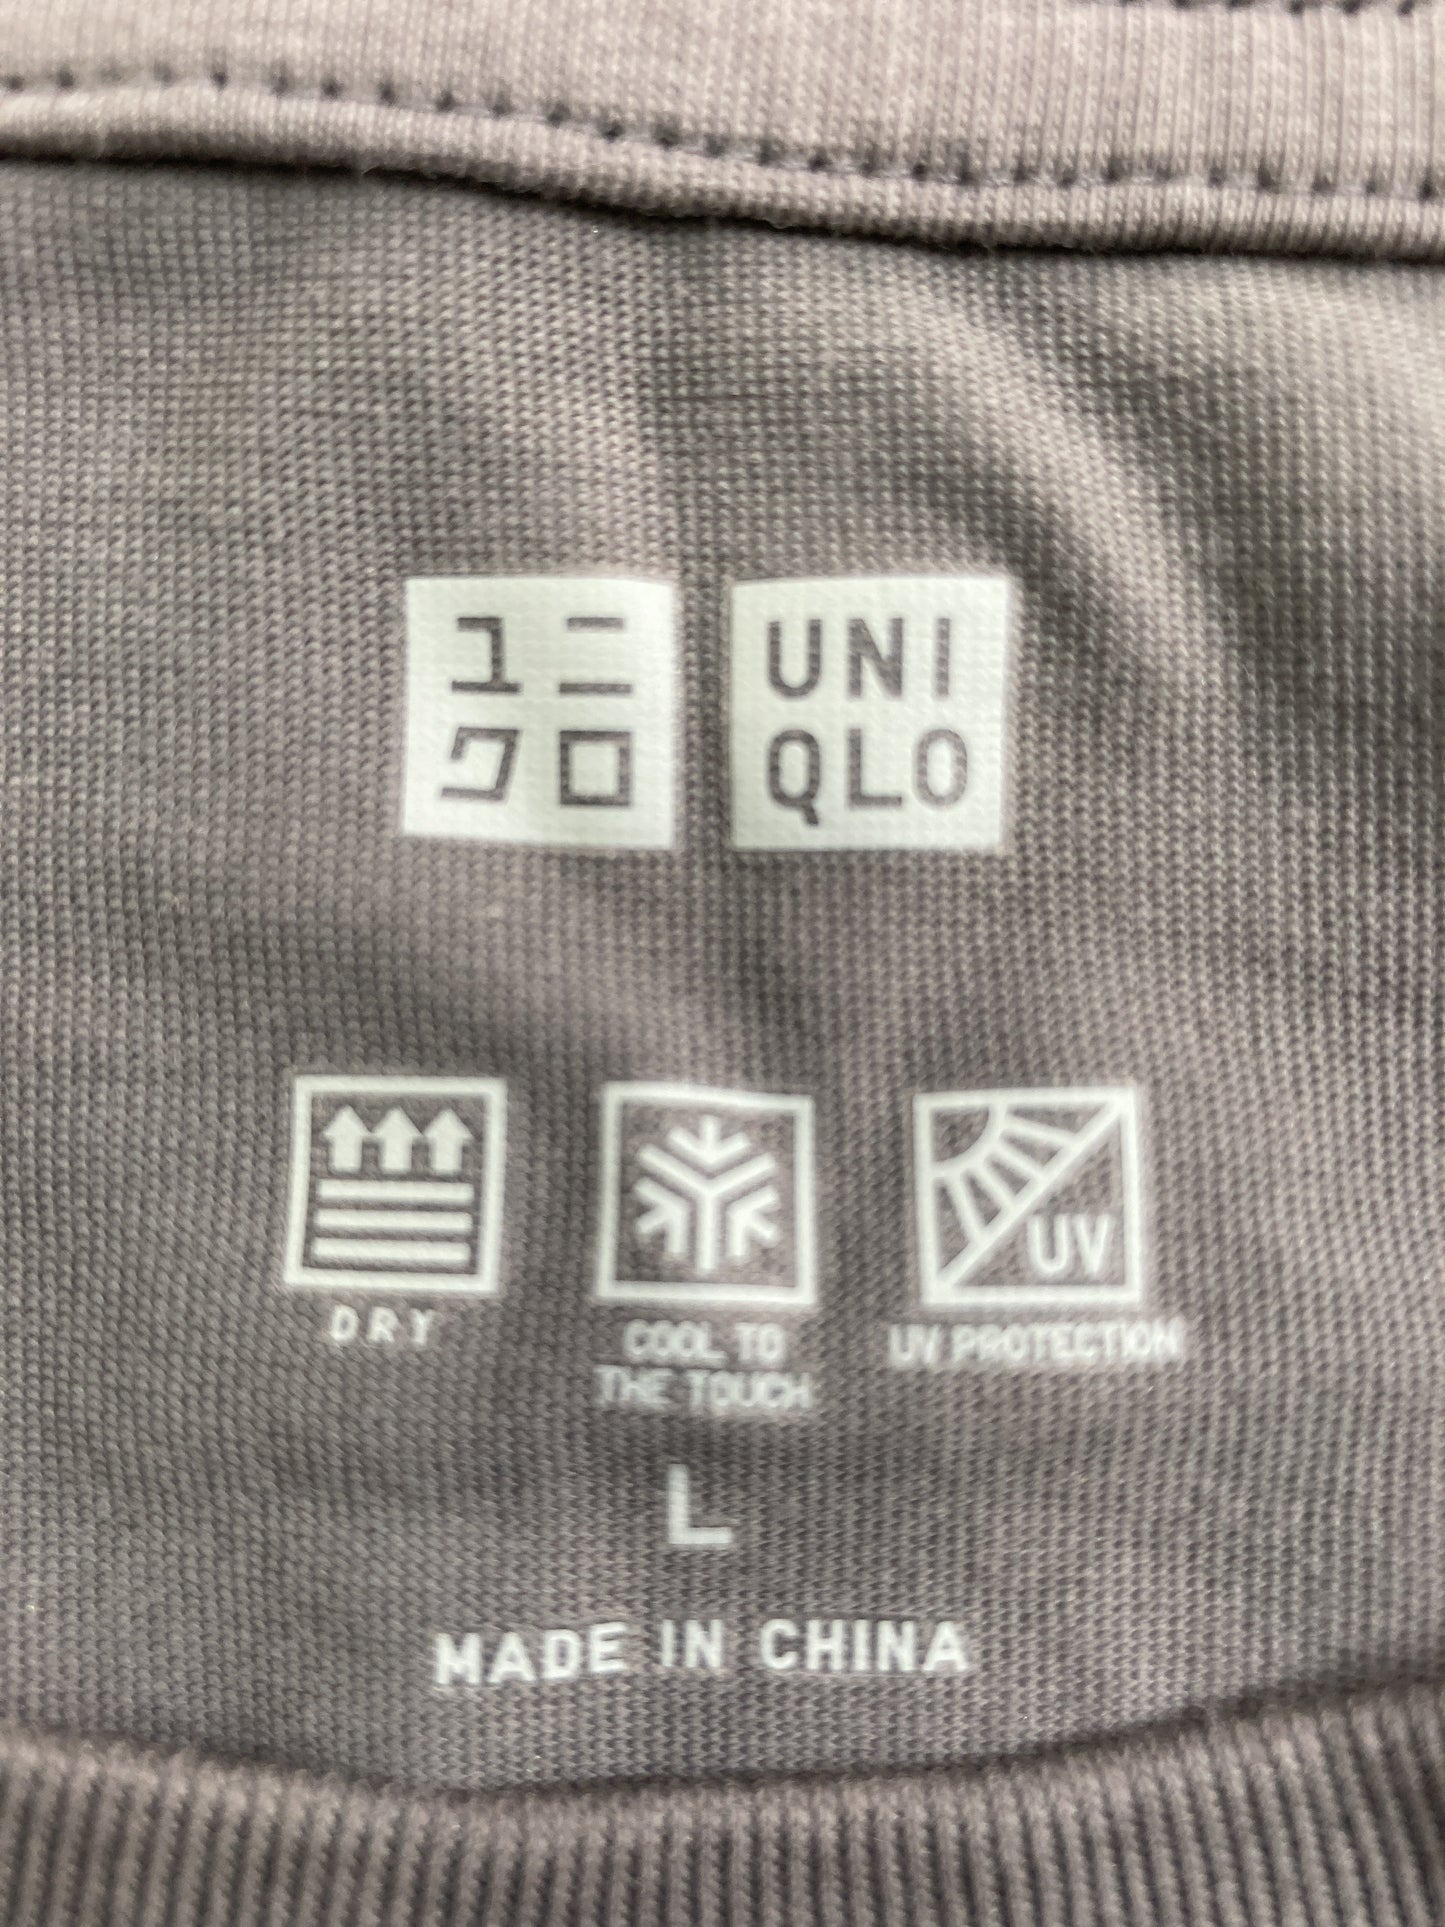 ユニ
クロ
UNI
QLO
UV
DRY
COOL TO
THE TOUCH
UV PROTECTION
L
MADE IN CHINA